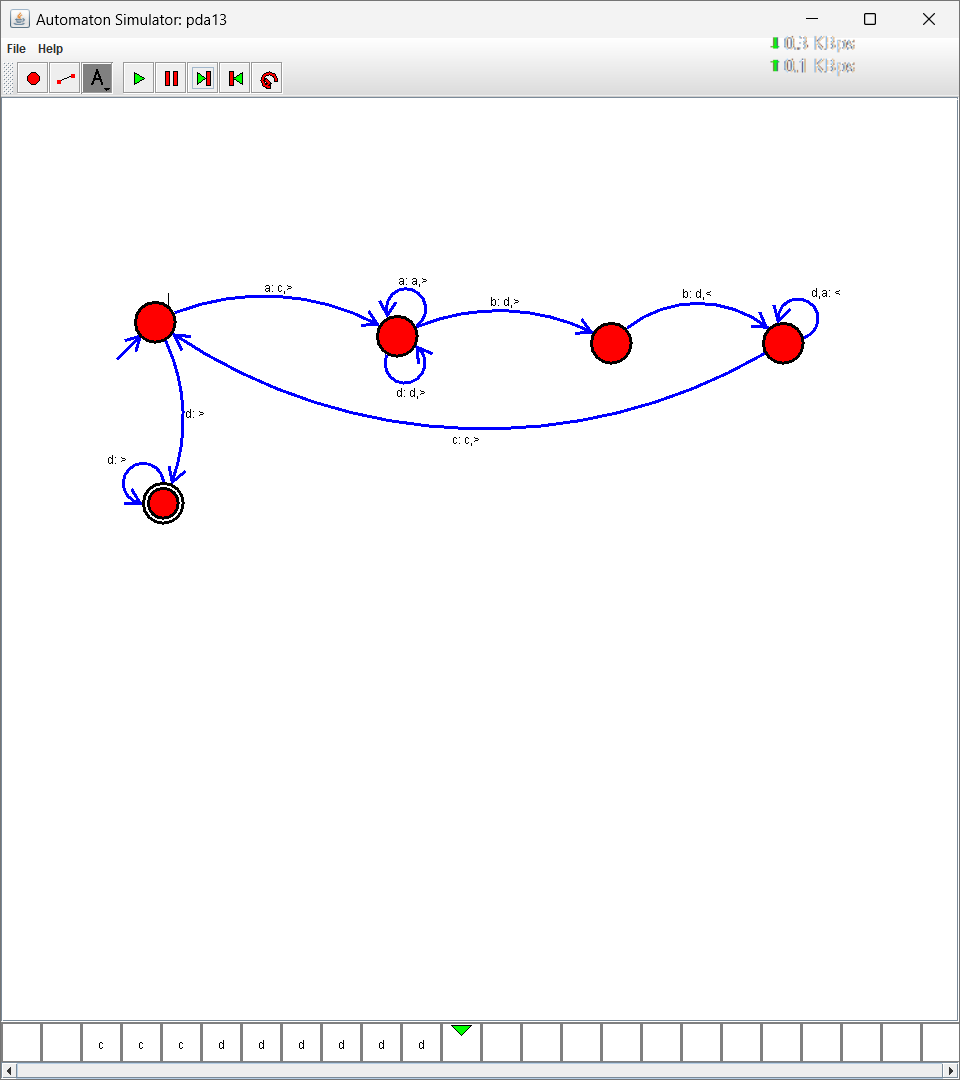 Automaton Simulator: pda13
File Help
0.3 KBps
0.1 KBps
A
a: c,>
a: a,>
b: d,>
b: d,<
d,a: <
d: d,>
d: >
c: c,>
d: >
c c c d d d d d d